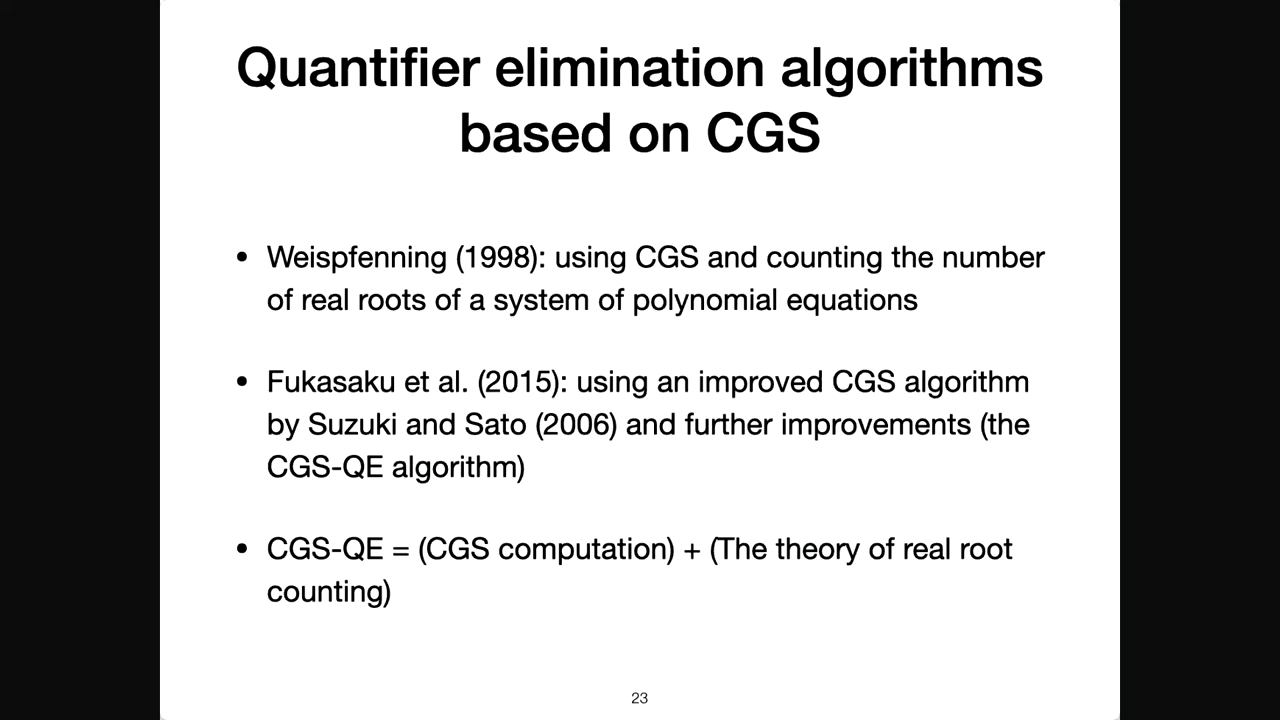 Quantifier elimination algorithms
based on CGS
• Weispfenning (1998): using CGS and counting the number
of real roots of a system of polynomial equations
• Fukasaku et al. (2015): using an improved CGS algorithm
by Suzuki and Sato (2006) and further improvements (the
CGS-QE algorithm)
• CGS-QE = (CGS computation) + (The theory of real root
counting)
23